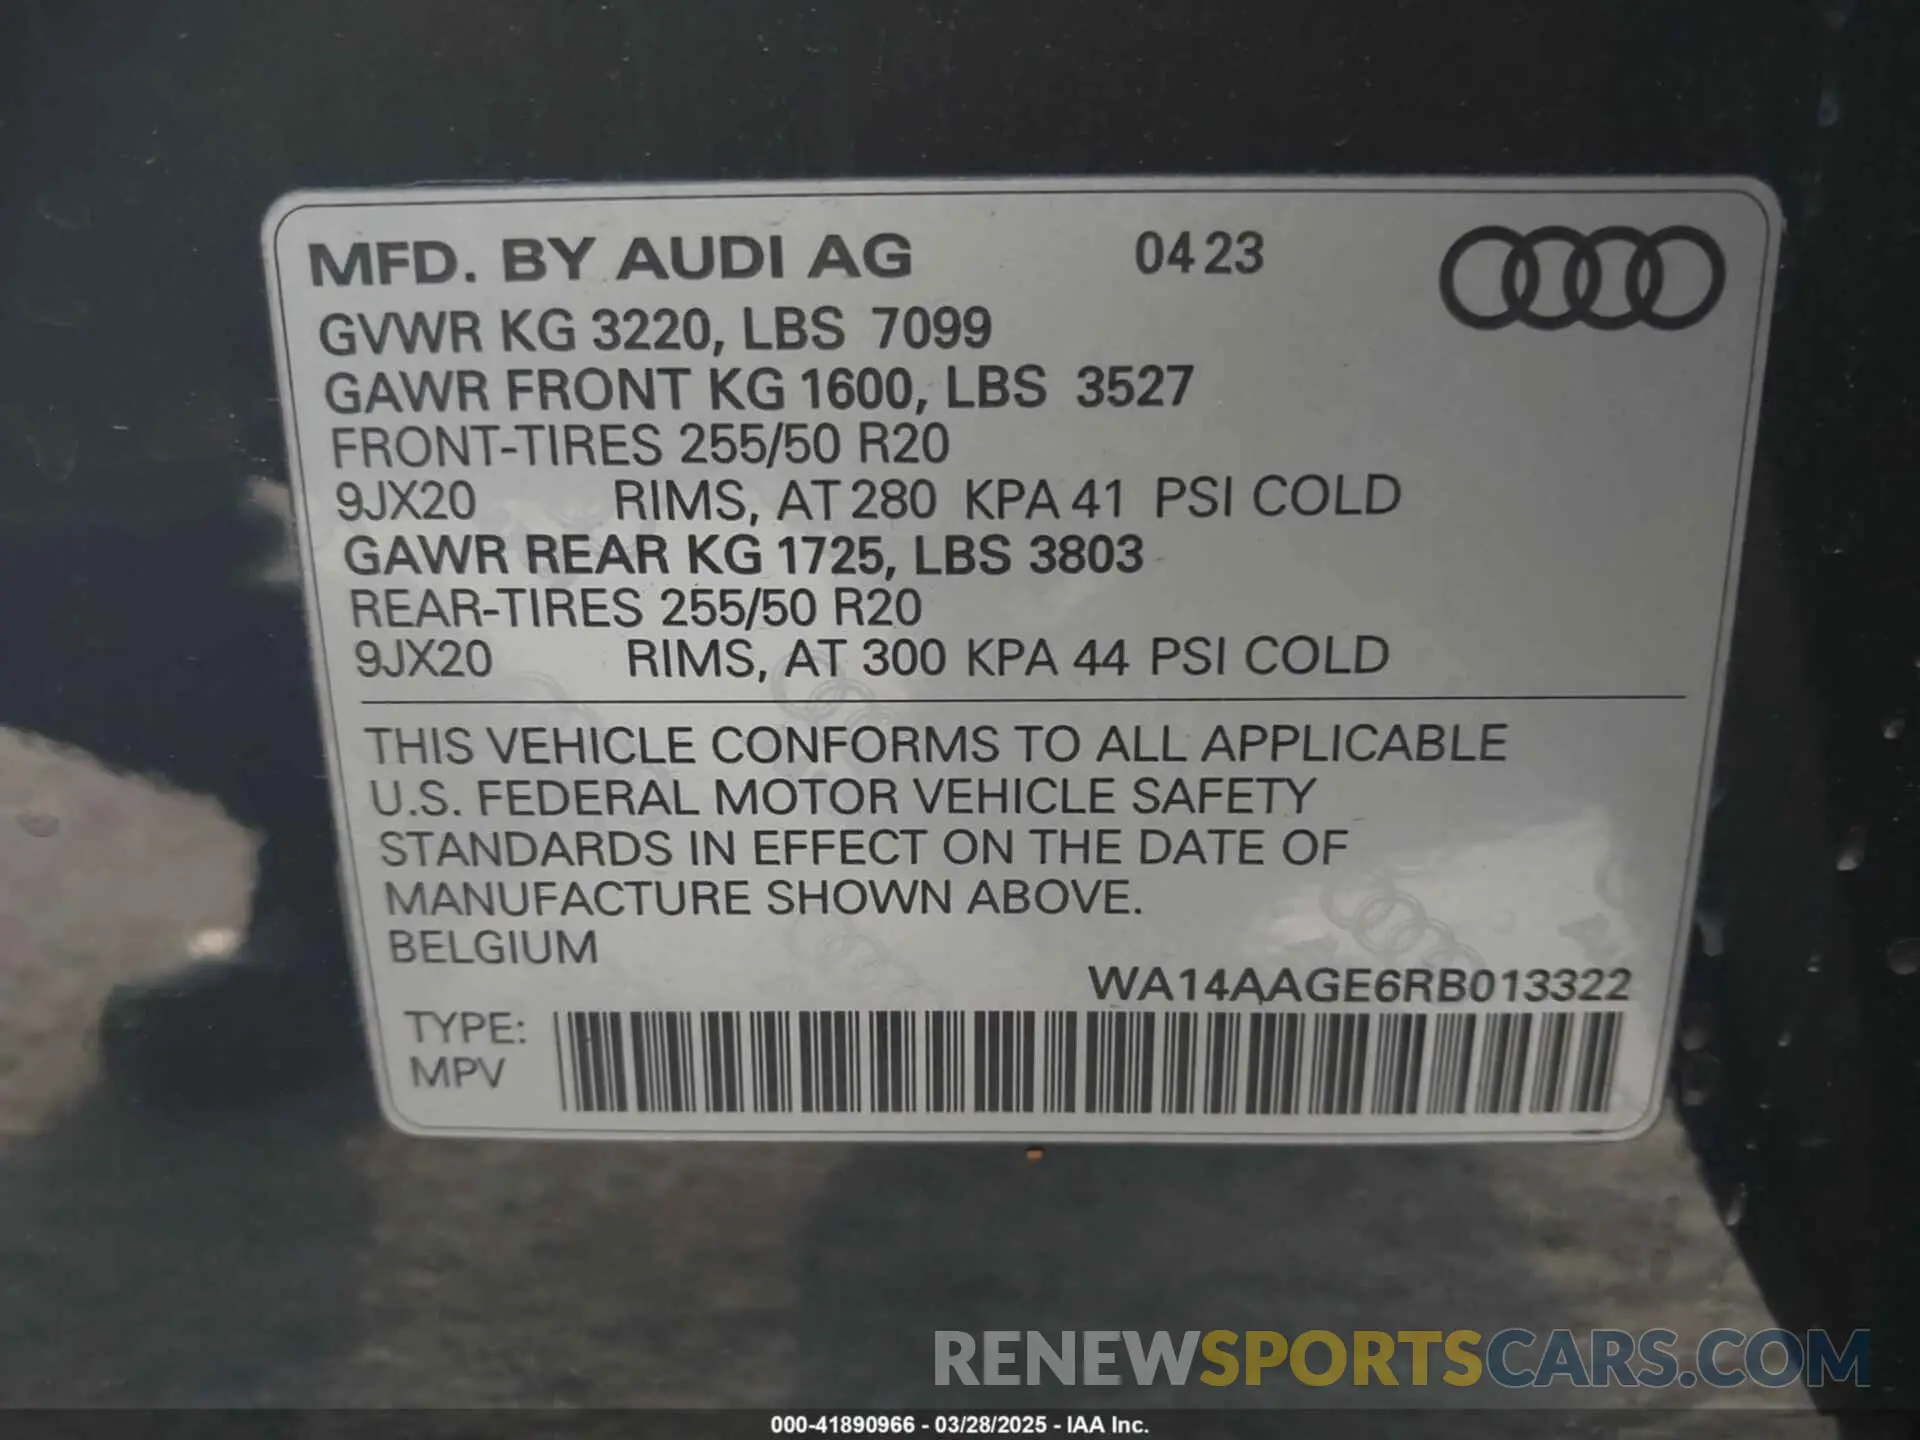 MFD. BY AUDI AG 04 23
GVWR KG 3220, LBS 7099
GAWR FRONT KG 1600, LBS 3527
FRONT-TIRES 255/50 R20
9JX20 RIMS, AT 280 KPA 41 PSI COLD
GAWR REAR KG 1725, LBS 3803
REAR-TIRES 255/50 R20
9JX20 RIMS, AT 300 KPA 44 PSI COLD
THIS VEHICLE CONFORMS TO ALL APPLICABLE
U.S. FEDERAL MOTOR VEHICLE SAFETY
STANDARDS IN EFFECT ON THE DATE OF
MANUFACTURE SHOWN ABOVE.
BELGIUM
WA14AAGE6RB013322
TYPE:
MPV
RENEWSPORTSCARS.COM
000-41890966 - 03/28/2025 - IAA Inc.